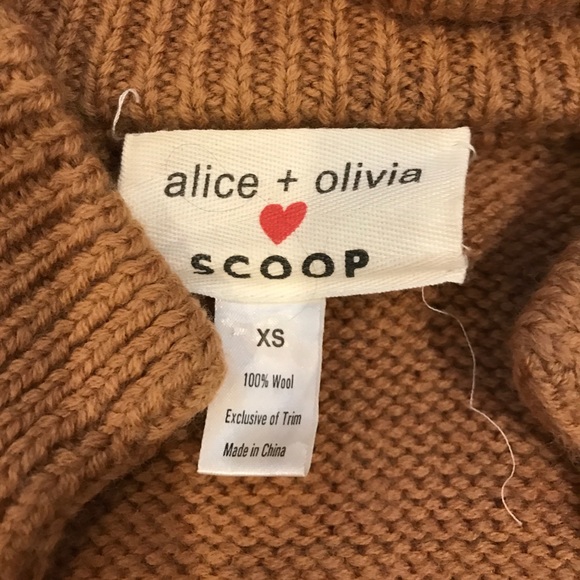 alice + olivia
SCOOP
XS
100% Wool
Exclusive of Trim
Made in China